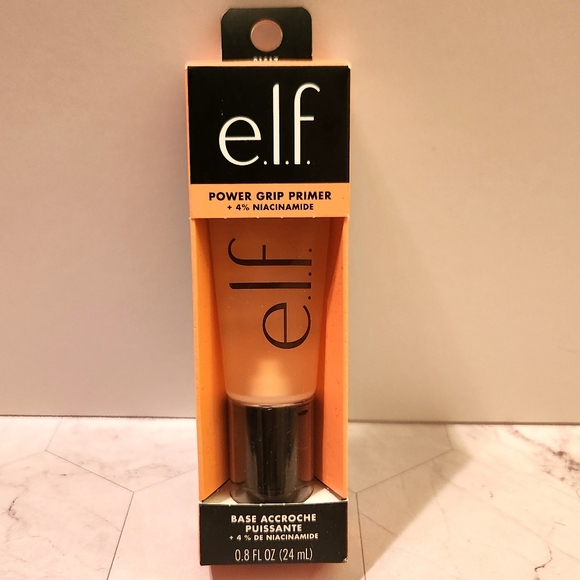 e.l.f.
POWER GRIP PRIMER
+ 4% NIACINAMIDE
e.l.f.
BASE ACCROCHE
PUISSANTE
+ 4 % DE NIACINAMIDE
0.8 FL OZ (24 mL)